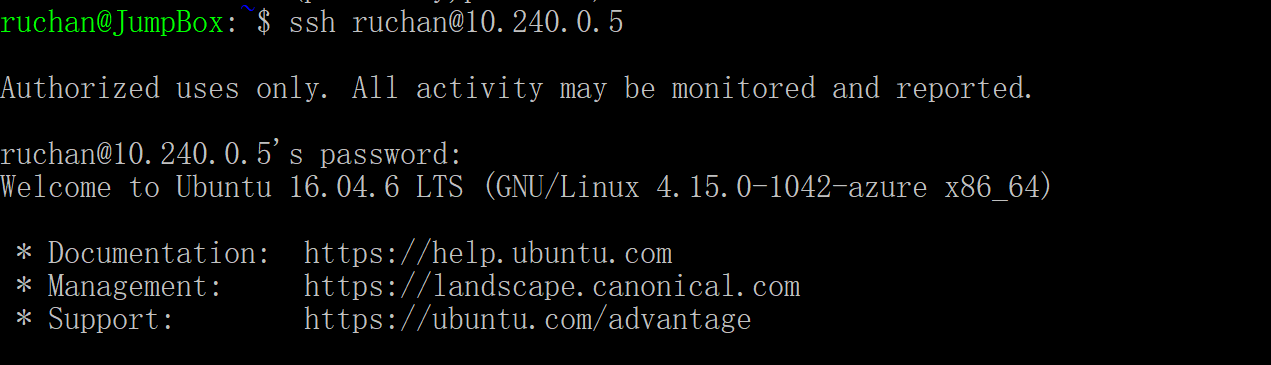 ruchan@JumpBox:~$ ssh ruchan@10.240.0.5
Authorized uses only. All activity may be monitored and reported.
ruchan@10.240.0.5's password:
Welcome to Ubuntu 16.04.6 LTS (GNU/Linux 4.15.0-1042-azure x86_64)
* Documentation:  https://help.ubuntu.com
* Management:     https://landscape.canonical.com
* Support:        https://ubuntu.com/advantage